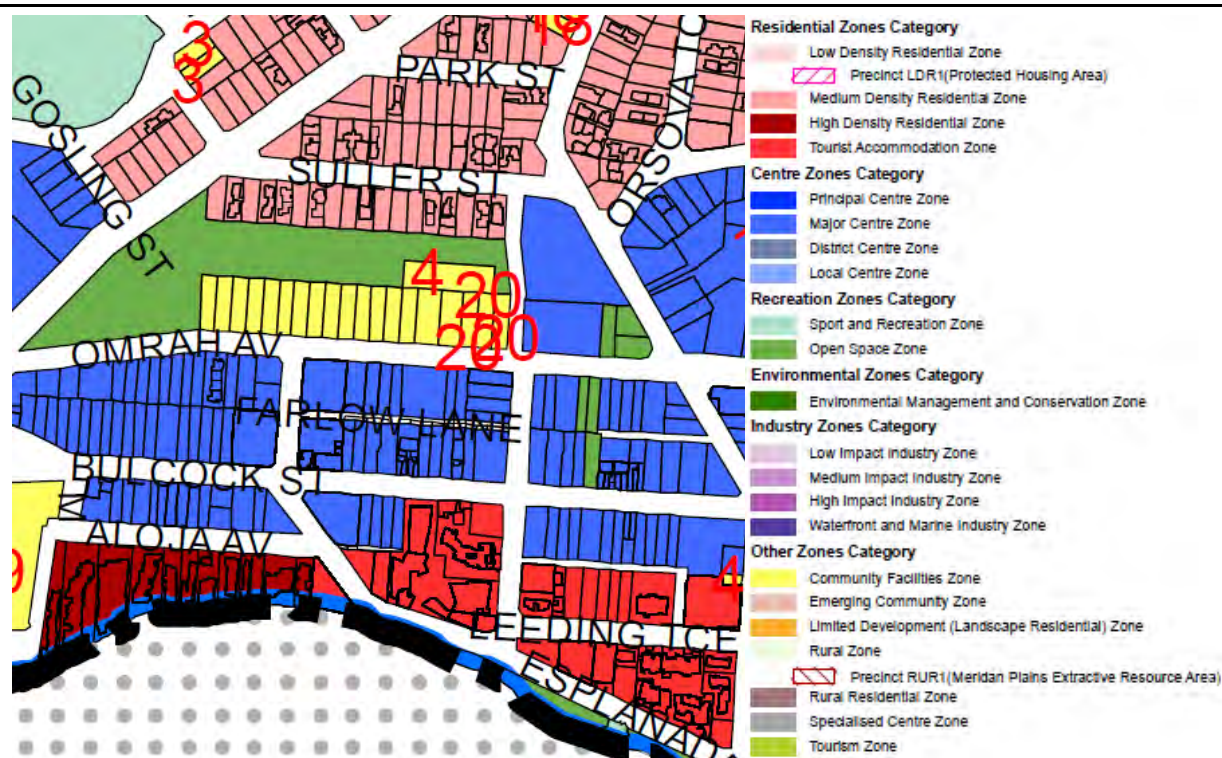 3
3
18
PARK ST
ORSOVA
GOSLING ST
SULLER ST
4
20
20
20
OMRAH AV
FARLOW LANE
BULCOCK ST
ALOJA AV
9
4
LEEDING TCE
ESPLANADE
Residential Zones Category
Low Density Residential Zone
Precinct LDR1(Protected Housing Area)
Medium Density Residential Zone
High Density Residential Zone
Tourist Accommodation Zone
Centre Zones Category
Principal Centre Zone
Major Centre Zone
District Centre Zone
Local Centre Zone
Recreation Zones Category
Sport and Recreation Zone
Open Space Zone
Environmental Zones Category
Environmental Management and Conservation Zone
Industry Zones Category
Low Impact Industry Zone
Medium Impact Industry Zone
High Impact Industry Zone
Waterfront and Marine Industry Zone
Other Zones Category
Community Facilities Zone
Emerging Community Zone
Limited Development (Landscape Residential) Zone
Rural Zone
Precinct RUR1(Meridan Plains Extractive Resource Area)
Rural Residential Zone
Specialised Centre Zone
Tourism Zone